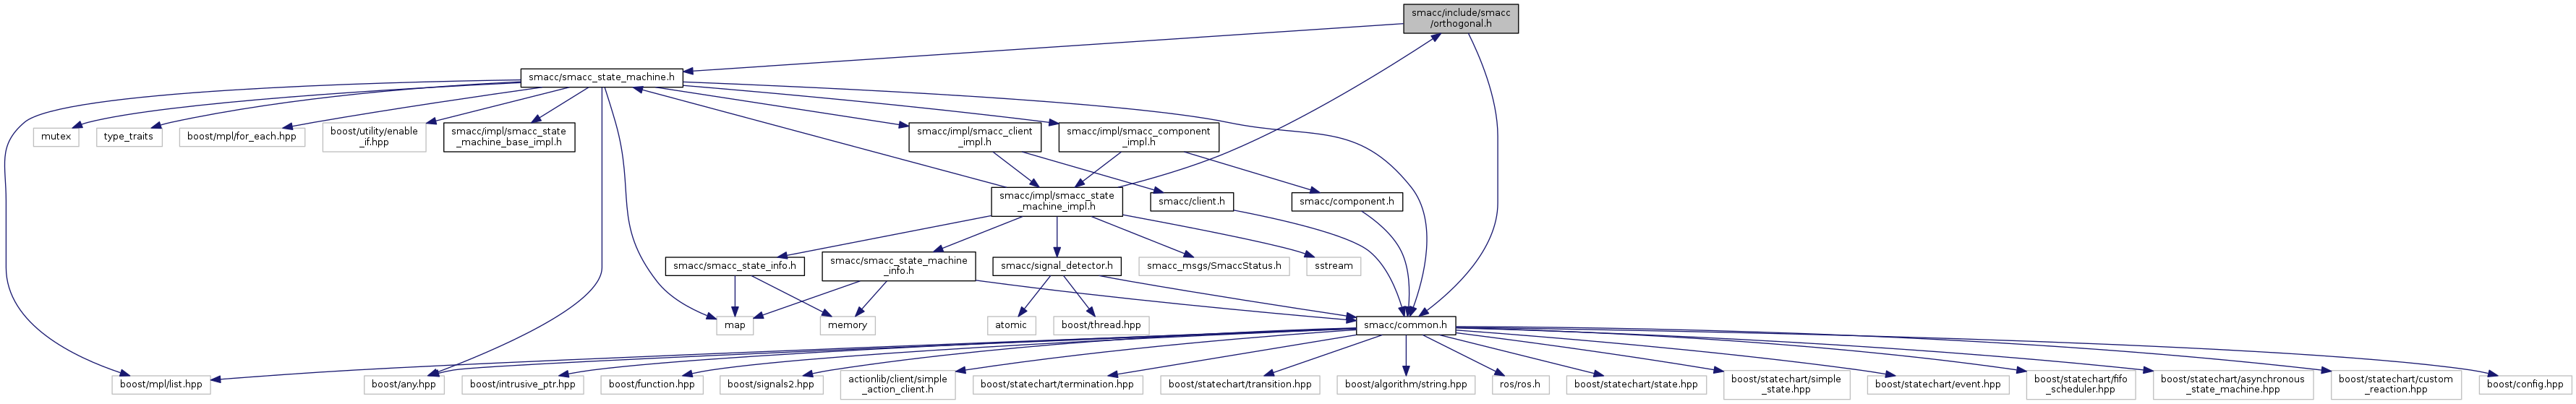 smacc/include/smacc
/orthogonal.h
smacc/smacc_state_machine.h
mutex
type_traits
boost/mpl/for_each.hpp
boost/utility/enable
_if.hpp
smacc/impl/smacc_state
_machine_base_impl.h
smacc/impl/smacc_client
_impl.h
smacc/impl/smacc_component
_impl.h
smacc/impl/smacc_state
_machine_impl.h
smacc/client.h
smacc/component.h
smacc/smacc_state_info.h
smacc/smacc_state_machine
_info.h
smacc/signal_detector.h
smacc_msgs/SmaccStatus.h
sstream
map
memory
atomic
boost/thread.hpp
smacc/common.h
boost/mpl/list.hpp
boost/any.hpp
boost/intrusive_ptr.hpp
boost/function.hpp
boost/signals2.hpp
actionlib/client/simple
_action_client.h
boost/statechart/termination.hpp
boost/statechart/transition.hpp
boost/algorithm/string.hpp
ros/ros.h
boost/statechart/state.hpp
boost/statechart/simple
_state.hpp
boost/statechart/event.hpp
boost/statechart/fifo
_scheduler.hpp
boost/statechart/asynchronous
_state_machine.hpp
boost/statechart/custom
_reaction.hpp
boost/config.hpp